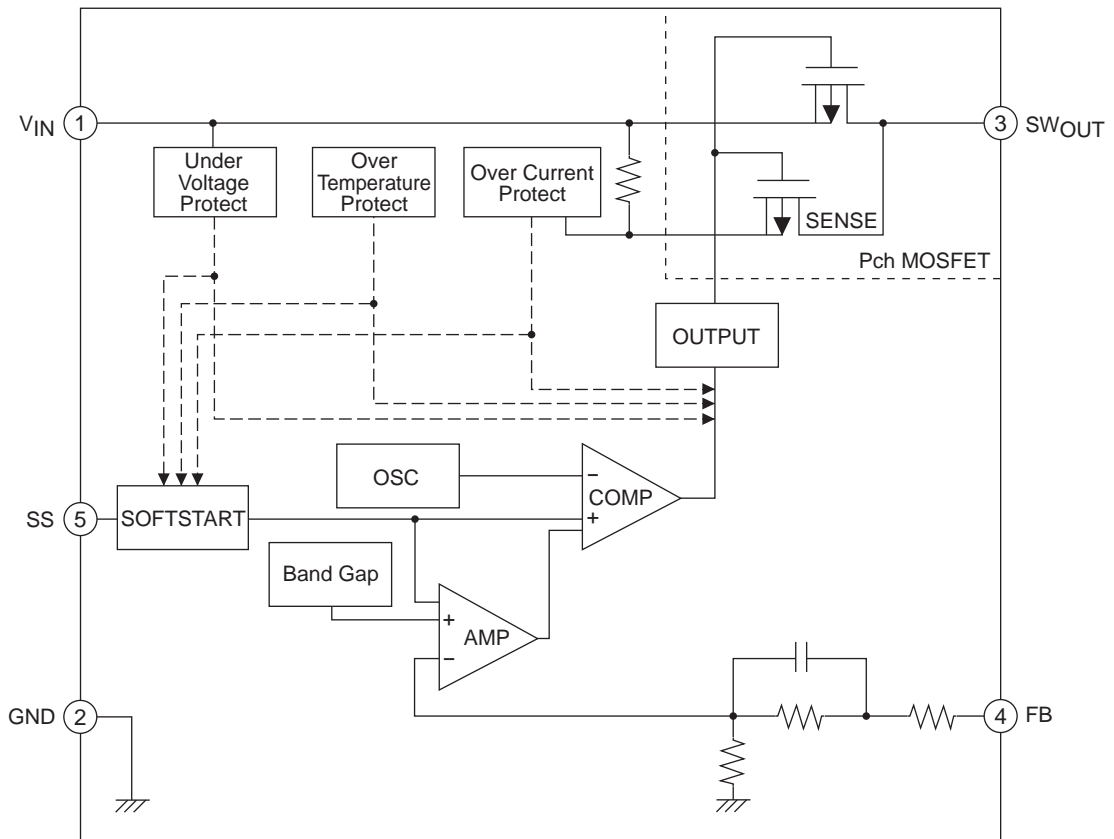 VIN
1
3
SWOUT
Under
Voltage
Protect
Over
Temperature
Protect
Over Current
Protect
SENSE
Pch MOSFET
OUTPUT
OSC
−
COMP
+
SS
5
SOFTSTART
Band Gap
+
AMP
−
GND
2
4
FB